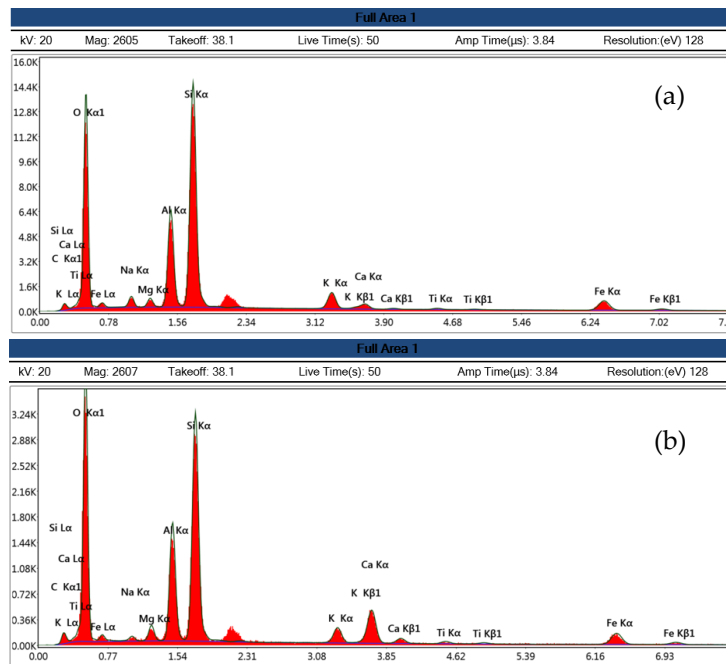 Full Area 1
kV: 20 Mag: 2605 Takeoff: 38.1 Live Time(s): 50 Amp Time(µs): 3.84 Resolution:(eV) 128
16.0K
14.4K
12.8K
11.2K
9.6K
8.0K
6.4K
4.8K
3.2K
1.6K
0.0K
0.00 0.78 1.56 2.34 3.12 3.90 4.68 5.46 6.24 7.02 7.
Si Kα
(a)
O Kα1
Al Kα
Si Lα
Ca Lα
C Kα1
Ti Lα
K Lα
Fe Lα
Na Kα
Mg Kα
K Kα
Ca Kα
K Kβ1
Ca Kβ1
Ti Kα
Ti Kβ1
Fe Kα
Fe Kβ1
Full Area 1
kV: 20 Mag: 2607 Takeoff: 38.1 Live Time(s): 50 Amp Time(µs): 3.84 Resolution:(eV) 128
3.24K
2.88K
2.52K
2.16K
1.80K
1.44K
1.08K
0.72K
0.36K
0.00K
0.00 0.77 1.54 2.31 3.08 3.85 4.62 5.39 6.16 6.93
O Kα1
Si Kα
(b)
Si Lα
Al Kα
Ca Lα
C Kα1
Ti Lα
K Lα
Fe Lα
Na Kα
Mg Kα
Ca Kα
K Kβ1
K Kα
Ca Kβ1
Ti Kα
Ti Kβ1
Fe Kα
Fe Kβ1